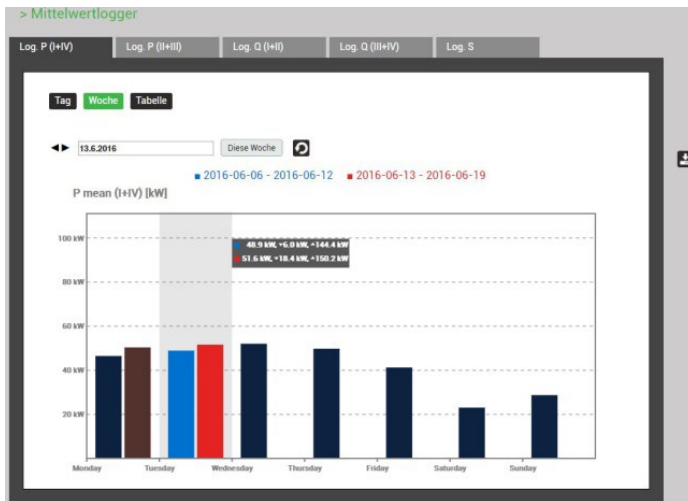 > Mittelwertlogger
Log. P (I+IV) Log. P (II+III) Log. Q (I+II) Log. Q (III+IV) Log. S
Tag Woche Tabelle
13.6.2016 Diese Woche
2016-06-06 - 2016-06-12 2016-06-13 - 2016-06-19
P mean (I+IV) [kW]
100 kW
48.9 kW, ▾6.0 kW, ▴144.4 kW
51.6 kW, ▾18.4 kW, ▴150.2 kW
80 kW
60 kW
40 kW
20 kW
Monday Tuesday Wednesday Thursday Friday Saturday Sunday